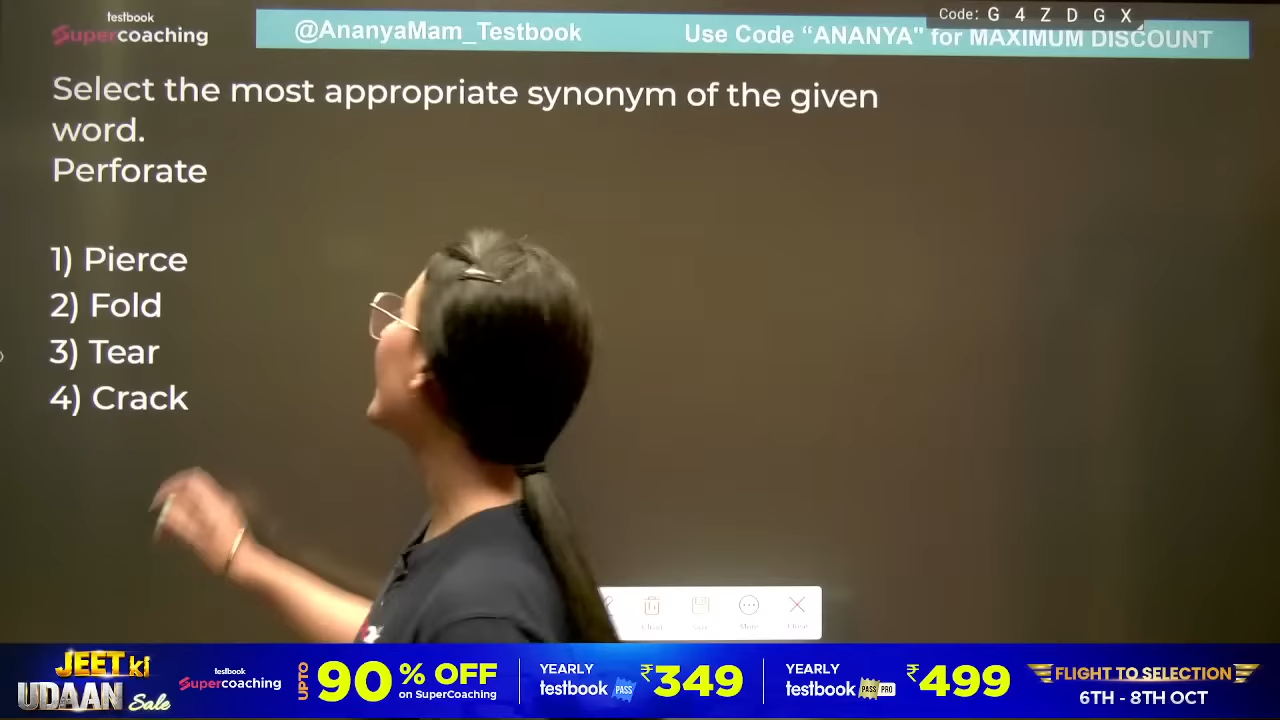 testbook
Supercoaching
@AnanyaMam_Testbook
Use Code “ANANYA" for MAXIMUM DISCOUNT
Code: G 4 Z D G X
Select the most appropriate synonym of the given
word.
Perforate
1) Pierce
2) Fold
3) Tear
4) Crack
More
Close
JEET ki
UDAAN Sale
testbook
Supercoaching
UPTO
90% OFF
on SuperCoaching
YEARLY
testbook PASS
₹349
YEARLY
testbook PASS PRO
₹499
FLIGHT TO SELECTION
6TH - 8TH OCT